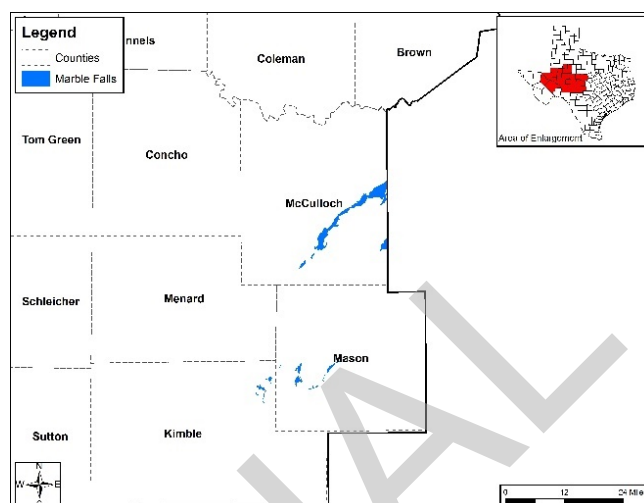 Legend
Counties
Marble Falls
nnels
Coleman
Brown
Area of Enlargement
Tom Green
Concho
McCulloch
Schleicher
Menard
Mason
Sutton
Kimble
N
W E
0 12 24 Mile